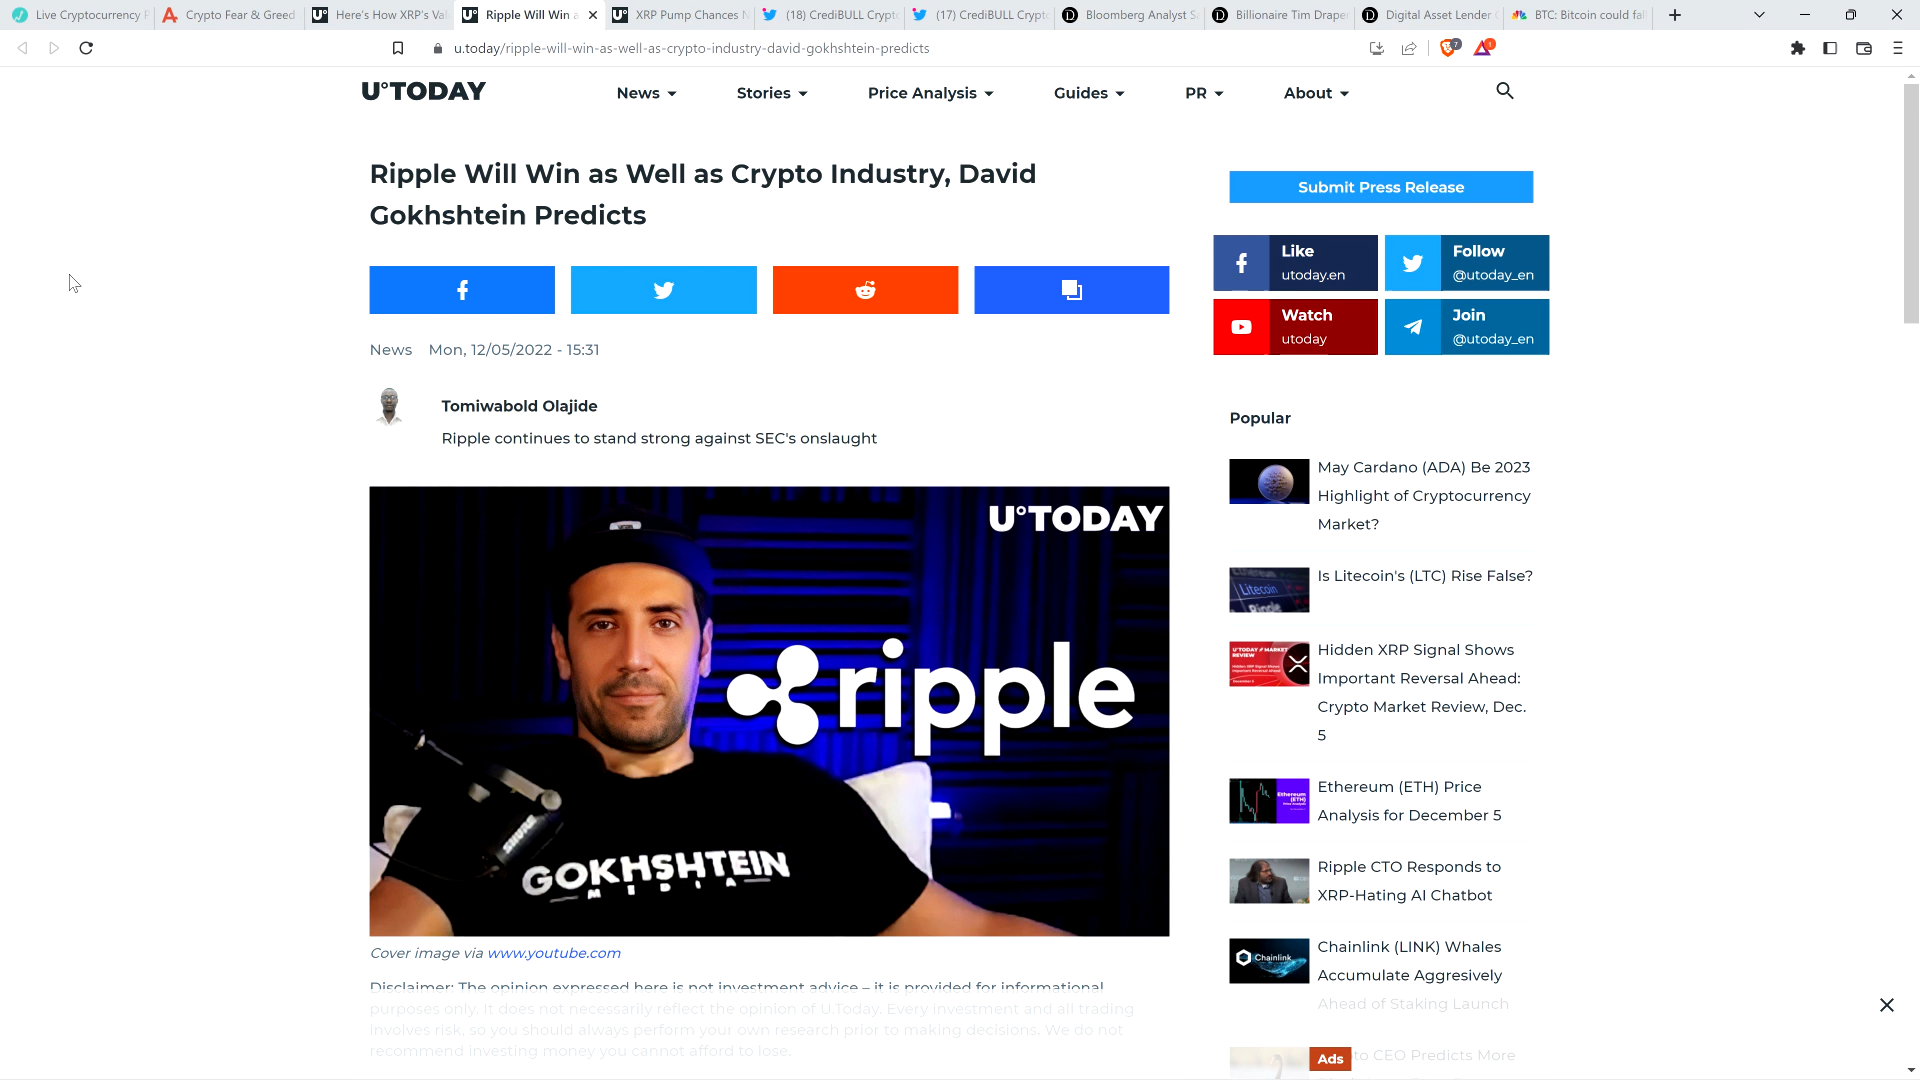 Live Cryptocurrency P
Crypto Fear & Greed
Here's How XRP's Val
Ripple Will Win a
XRP Pump Chances N
(18) CrediBULL Crypto
(17) CrediBULL Crypto
Bloomberg Analyst S
Billionaire Tim Draper
Digital Asset Lender
BTC: Bitcoin could fal
u.today/ripple-will-win-as-well-as-crypto-industry-david-gokhshtein-predicts
U°TODAY
News
Stories
Price Analysis
Guides
PR
About
Ripple Will Win as Well as Crypto Industry, David
Gokhshtein Predicts
News Mon, 12/05/2022 - 15:31
Tomiwabold Olajide
Ripple continues to stand strong against SEC's onslaught
U°TODAY
ripple
SHURE
GOKHSHTEIN
MEDIA
Cover image via www.youtube.com
Disclaimer: The opinion expressed here is not investment advice – it is provided for informational
purposes only. It does not necessarily reflect the opinion of U.Today. Every investment and all trading
involves risk, so you should always perform your own research prior to making decisions. We do not
recommend investing money you cannot afford to lose.
Submit Press Release
Like
utoday.en
Follow
@utoday_en
Watch
utoday
Join
@utoday_en
Popular
May Cardano (ADA) Be 2023
Highlight of Cryptocurrency
Market?
Litecoin
Ripple
Is Litecoin's (LTC) Rise False?
Hidden XRP Signal Shows
Important Reversal Ahead:
Crypto Market Review, Dec.
5
Ethereum
(ETH)
Ethereum (ETH) Price
Analysis for December 5
Ripple CTO Responds to
XRP-Hating AI Chatbot
Chainlink
Chainlink (LINK) Whales
Accumulate Aggresively
Ahead of Staking Launch
Ads
CEO Predicts More